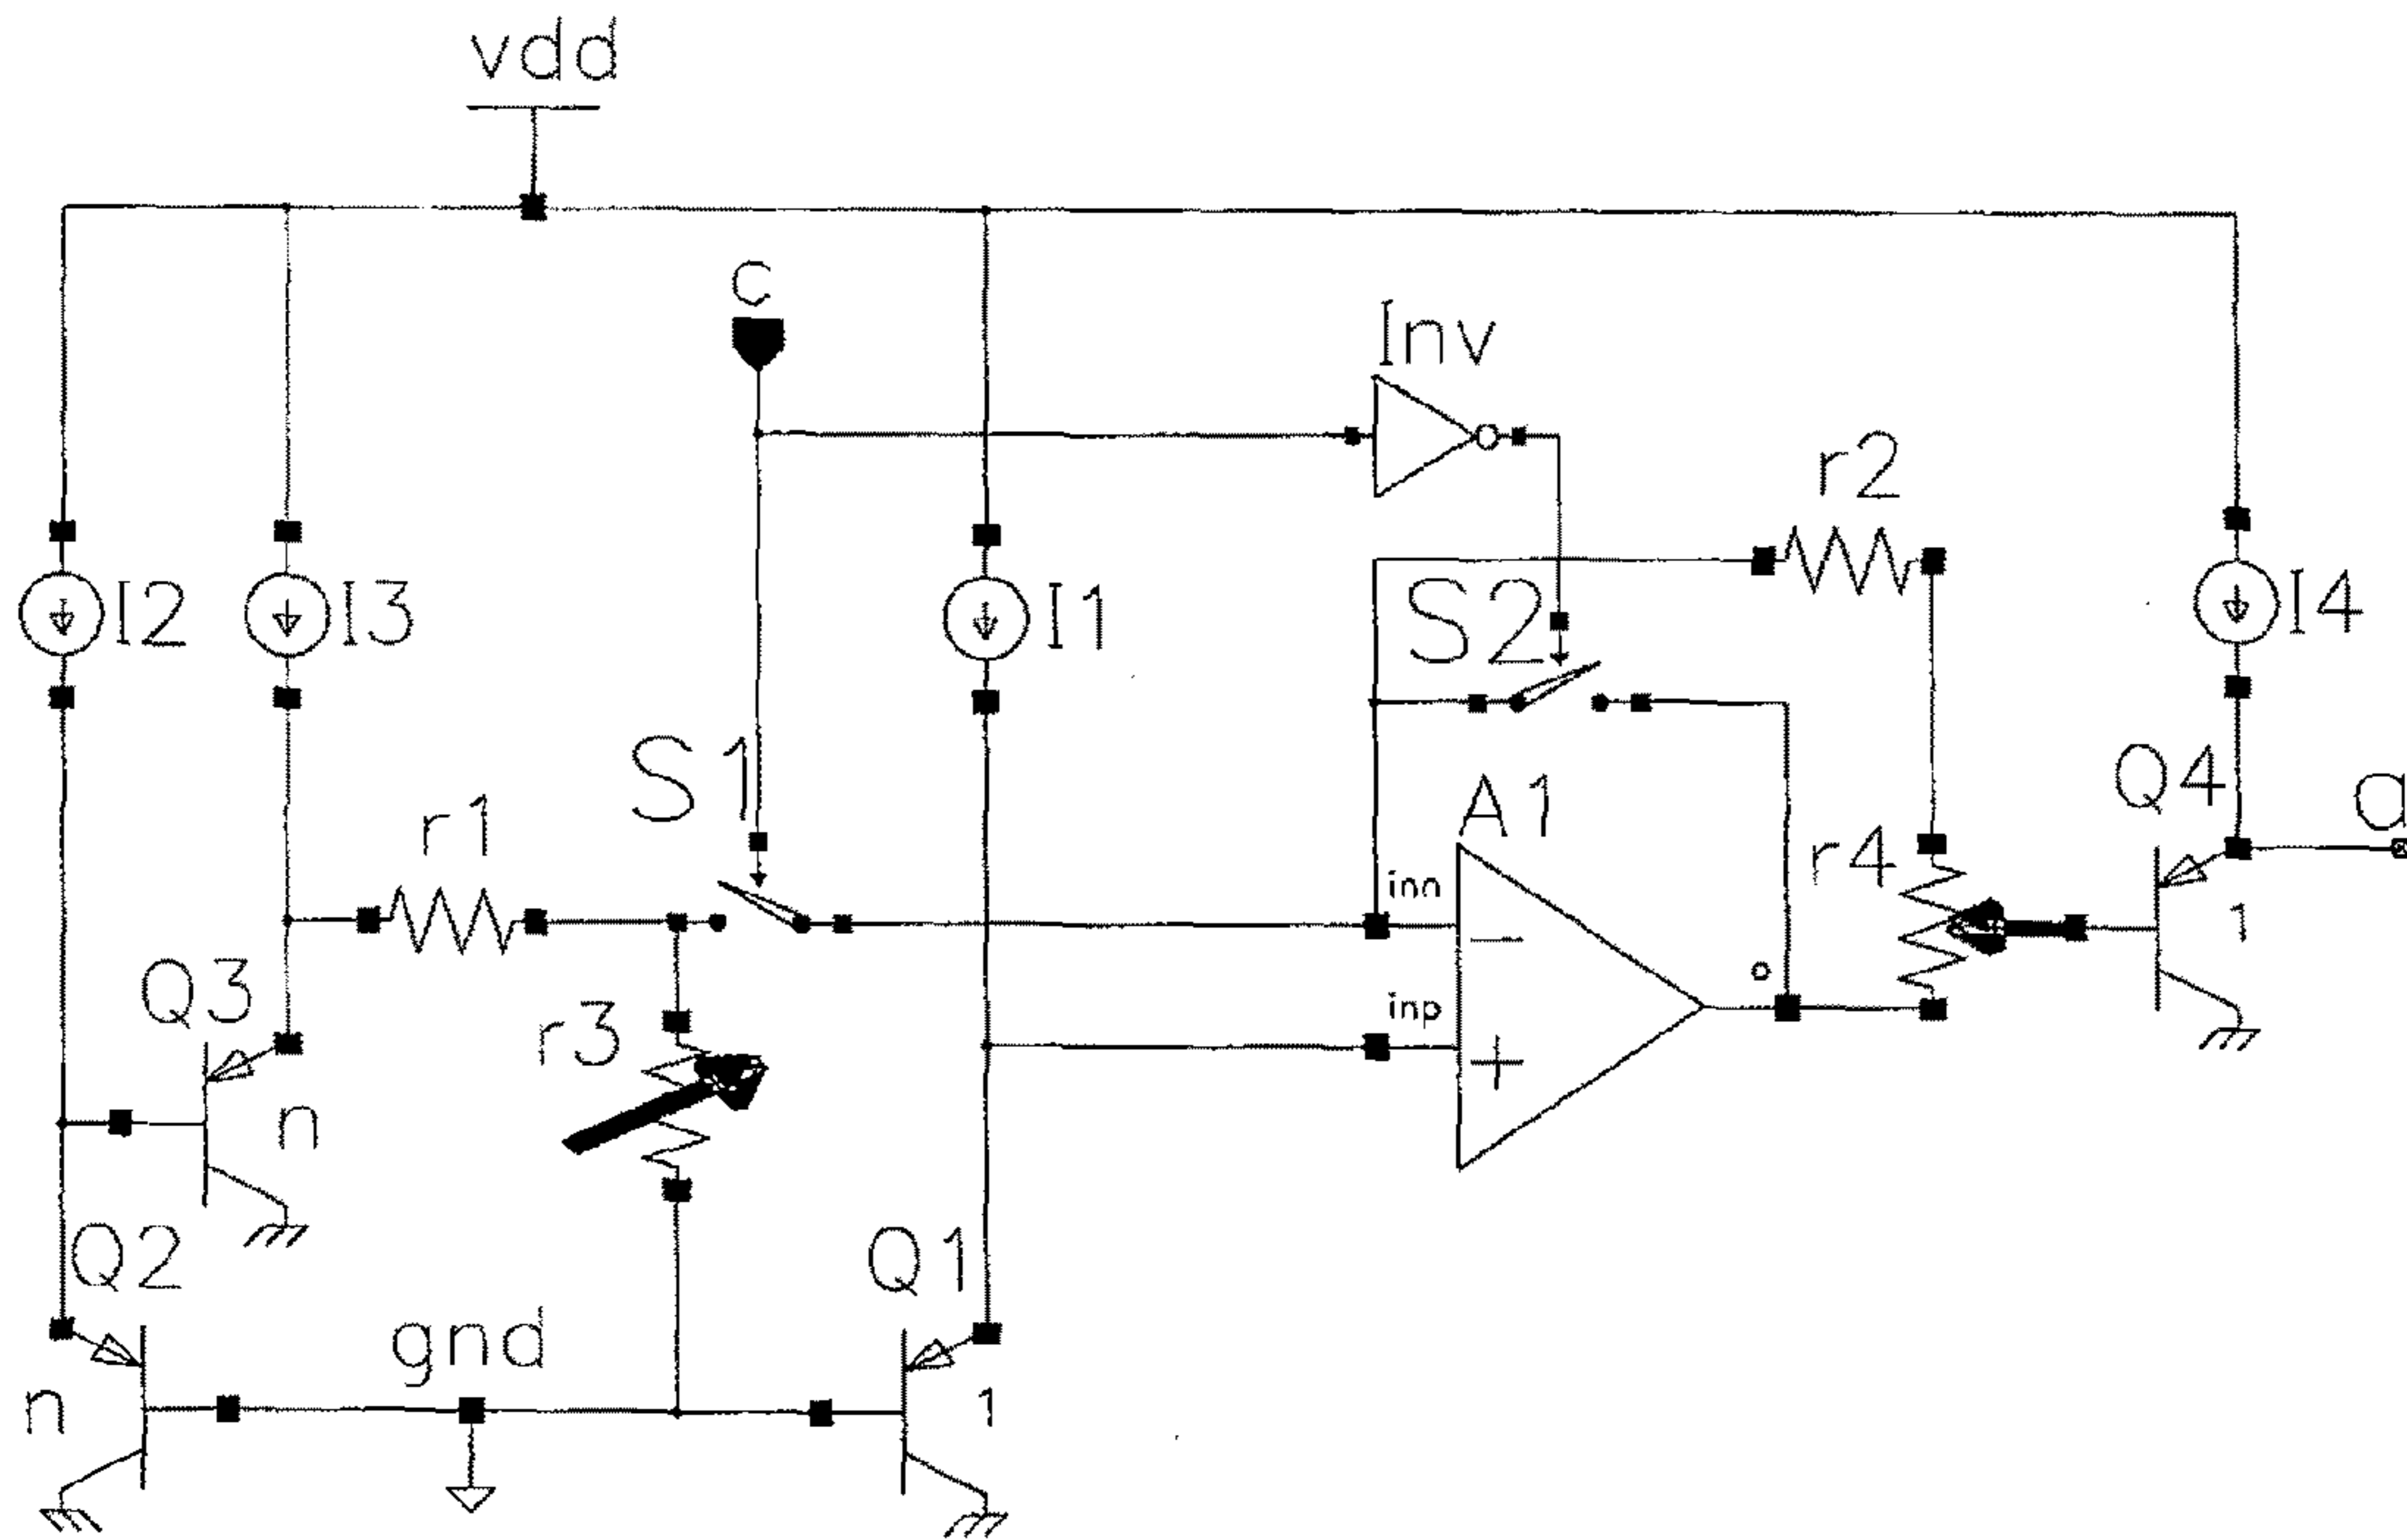 vdd
c
Inv
r2
I2
I3
I1
S2
I4
S1
r1
A1
Q4
a
r4
inn
−
1
Q3
o
inp
r3
n
+
Q2
Q1
gnd
n
1